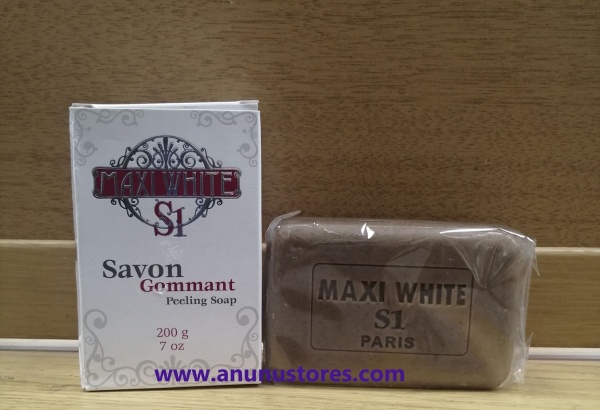 MAXI WHITE
S1
Savon
Gommant
Peeling Soap
200 g
7 oz
MAXI WHITE
S1
PARIS
www.anunustores.com